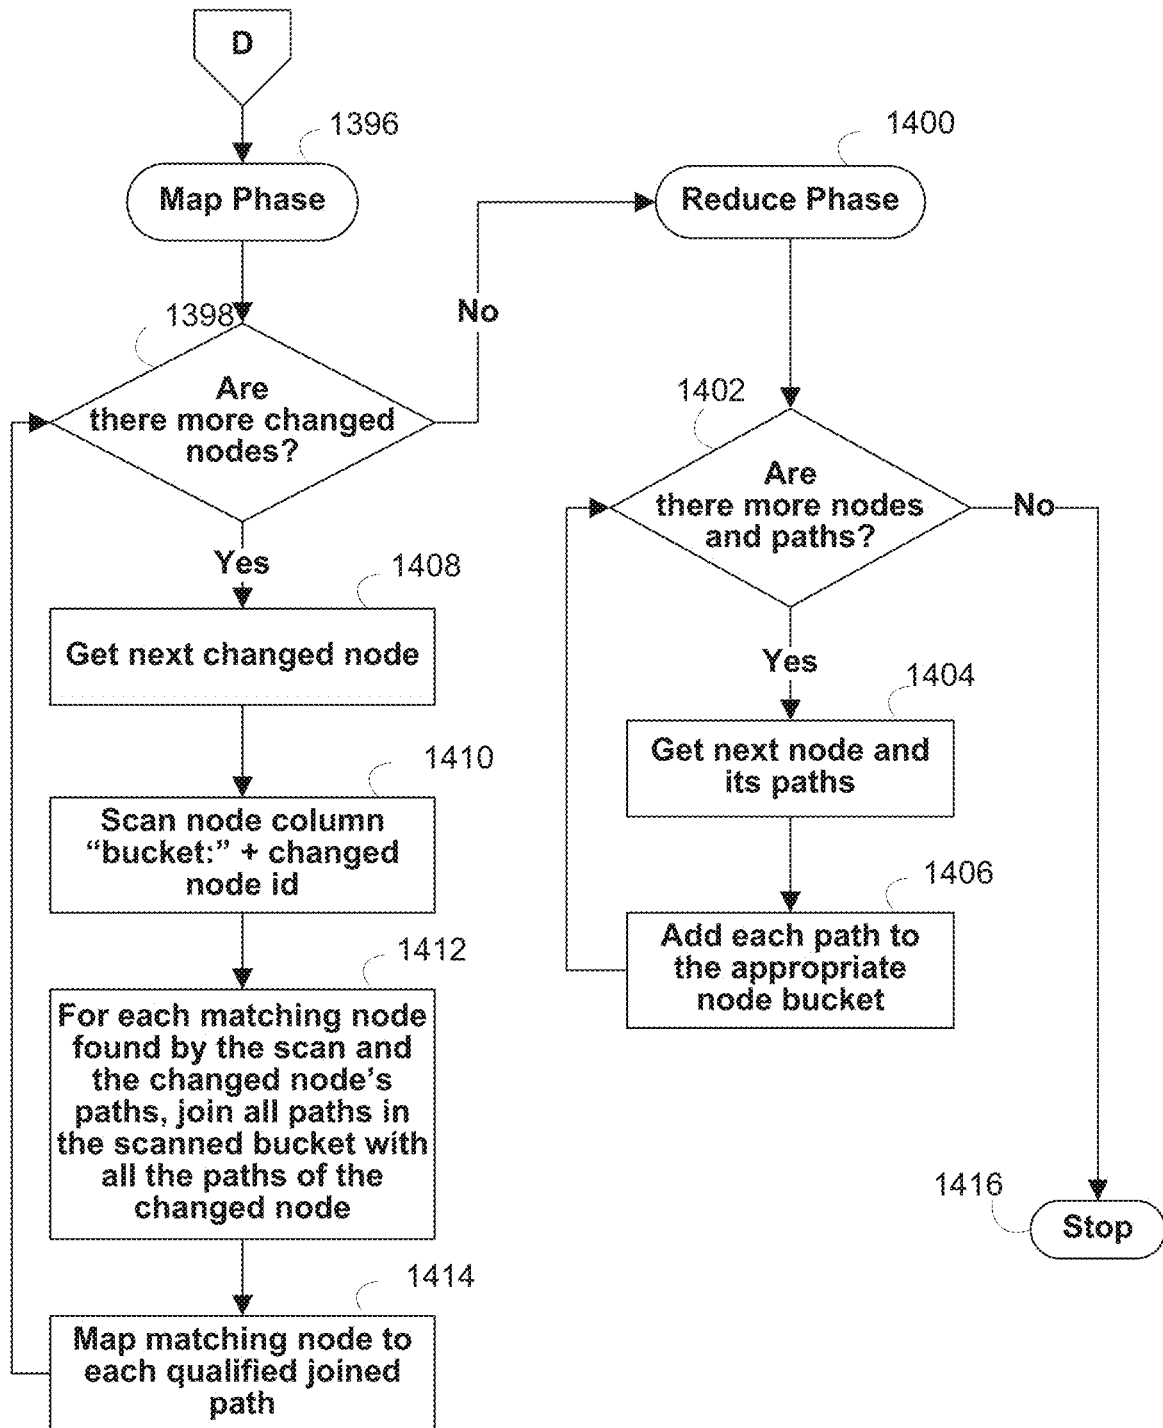 D
1396
Map Phase
1398
Are
there more changed
nodes?
No
Yes
1408
Get next changed node
1410
Scan node column
“bucket:” + changed
node id
1412
For each matching node
found by the scan and
the changed node’s
paths, join all paths in
the scanned bucket with
all the paths of the
changed node
1414
Map matching node to
each qualified joined
path
1400
Reduce Phase
1402
Are
there more nodes
and paths?
No
Yes
1404
Get next node and
its paths
1406
Add each path to
the appropriate
node bucket
1416
Stop